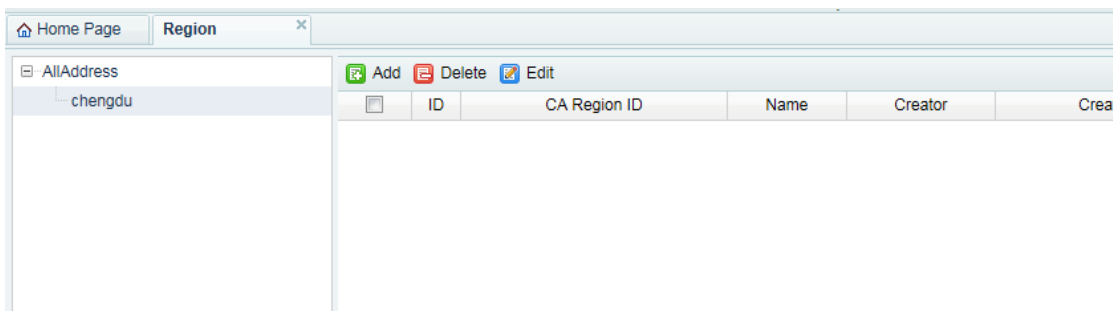 Home Page Region
AllAddress
chengdu
Add Delete Edit
ID CA Region ID Name Creator